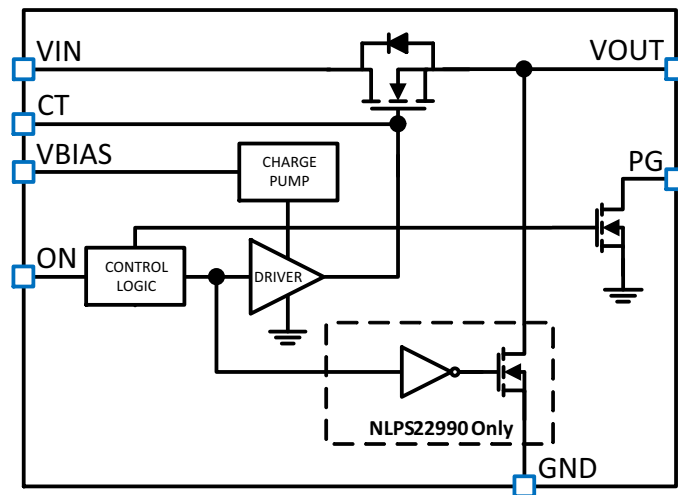 VIN
VOUT
CT
VBIAS
CHARGE
PUMP
PG
ON
CONTROL
LOGIC
DRIVER
NLPS22990 Only
GND